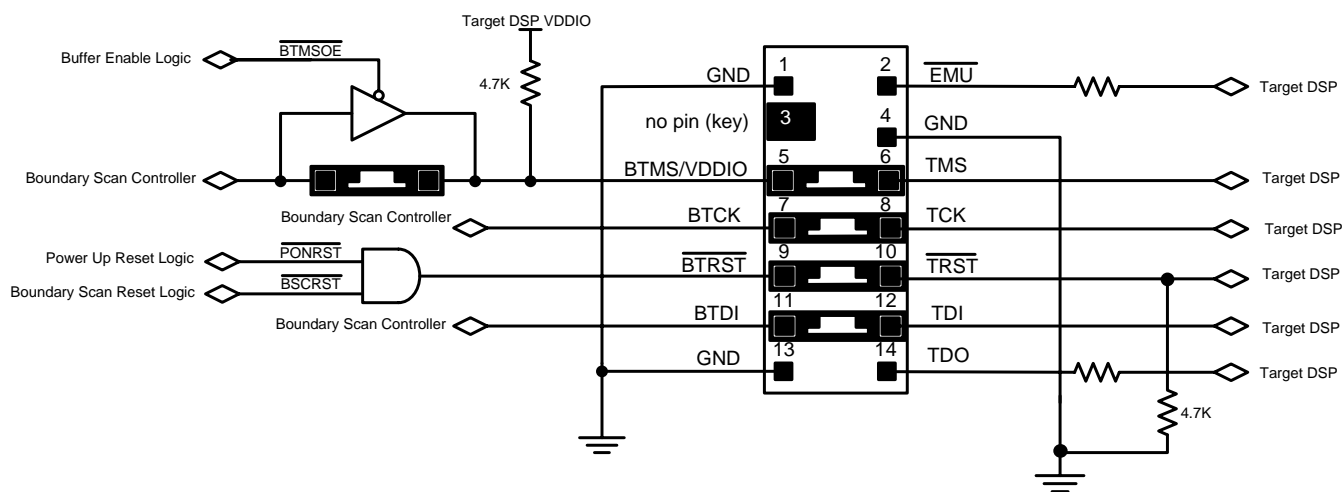 Target DSP VDDIO
Buffer Enable Logic
BTMSOE
4.7K
GND
1
2
EMU
Target DSP
no pin (key)
3
4
GND
Boundary Scan Controller
BTMS/VDDIO
5
6
TMS
Target DSP
Boundary Scan Controller
BTCK
7
8
TCK
Target DSP
Power Up Reset Logic
PONRST
BTRST
9
10
TRST
Target DSP
Boundary Scan Reset Logic
BSCRST
Boundary Scan Controller
BTDI
11
12
TDI
Target DSP
GND
13
14
TDO
Target DSP
4.7K